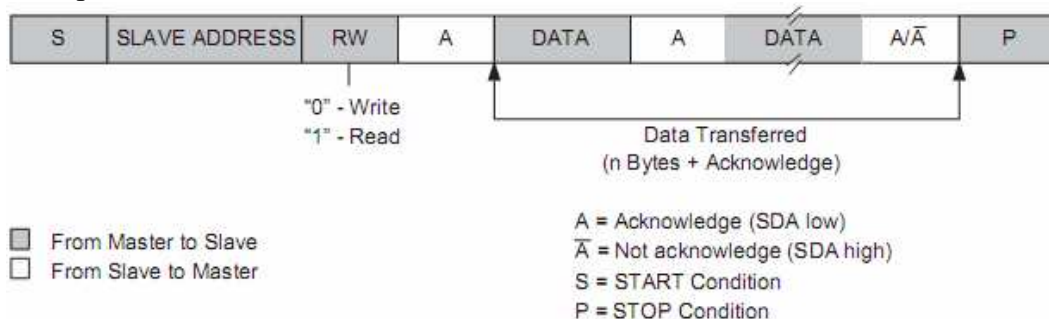 S SLAVE ADDRESS RW A DATA A DATA A/A̅ P
"0" - Write
"1" - Read
Data Transferred
(n Bytes + Acknowledge)
From Master to Slave
From Slave to Master
A = Acknowledge (SDA low)
A̅ = Not acknowledge (SDA high)
S = START Condition
P = STOP Condition